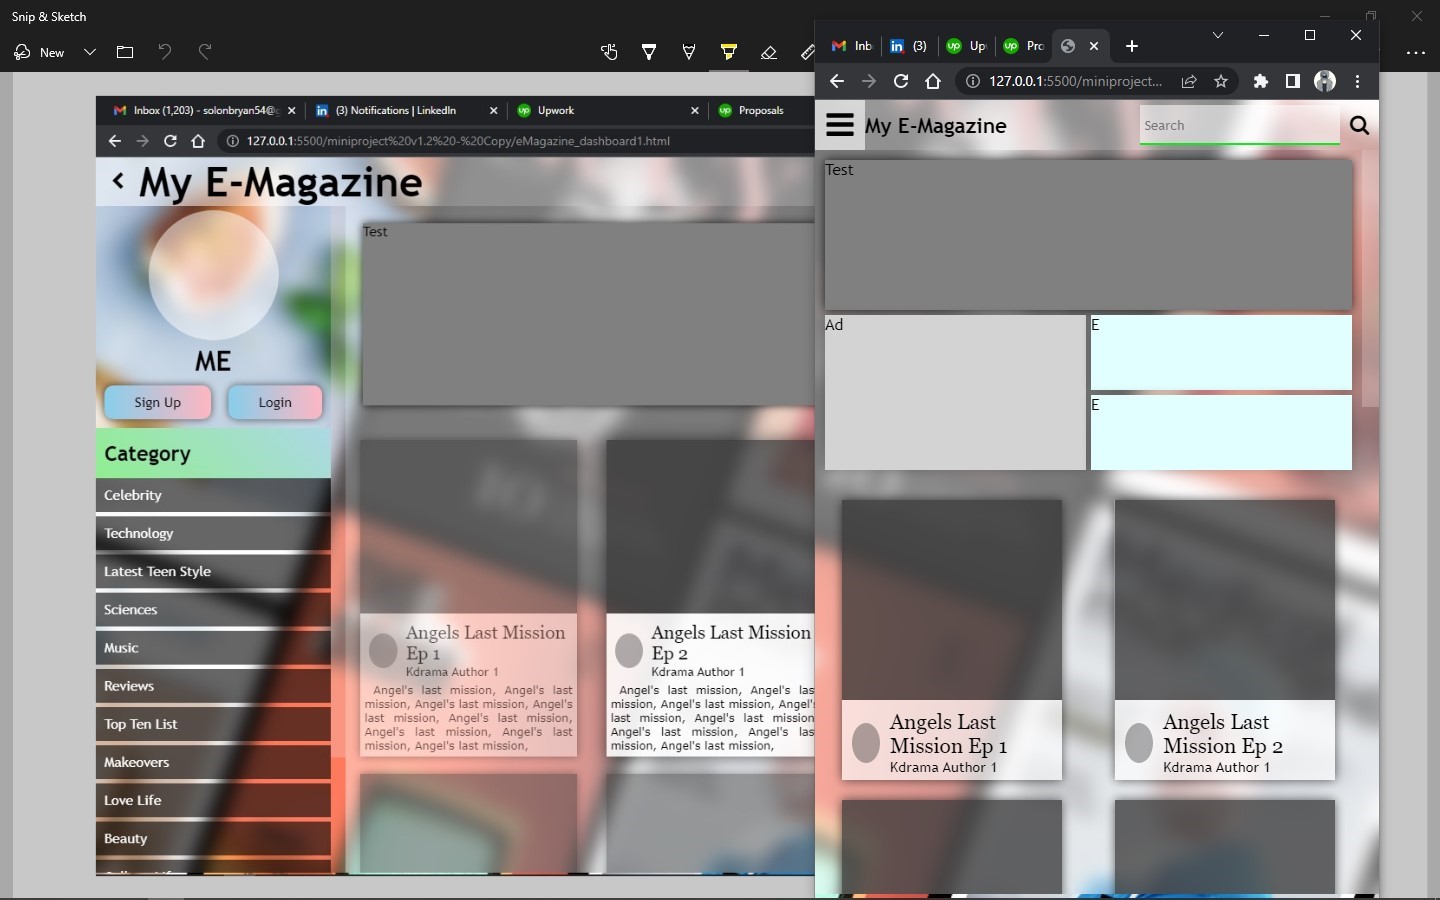 Snip & Sketch
New
Inbox (1,203) - solonbryan54@
(3) Notifications | LinkedIn
Upwork
Proposals
127.0.0.1:5500/miniproject%20v1.2%20-%20Copy/eMagazine_dashboard1.html
My E-Magazine
ME
Sign Up
Login
Category
Celebrity
Technology
Latest Teen Style
Sciences
Music
Reviews
Top Ten List
Makeovers
Love Life
Beauty
Test
Angels Last Mission
Ep 1
Kdrama Author 1
Angel's last mission, Angel's last
mission, Angel's last mission, Angel's
last mission, Angel's last mission,
Angel's last mission, Angel's last
mission, Angel's last mission,
Angels Last Mission
Ep 2
Kdrama Author 1
Angel's last mission, Angel's las
mission, Angel's last mission, Angel's
last mission, Angel's last mission,
Angel's last mission, Angel's las
mission, Angel's last mission,
Inb
(3)
Up
Pro
127.0.0.1:5500/miniproject...
My E-Magazine
Search
Test
Ad
E
E
Angels Last
Mission Ep 1
Kdrama Author 1
Angels Last
Mission Ep 2
Kdrama Author 1